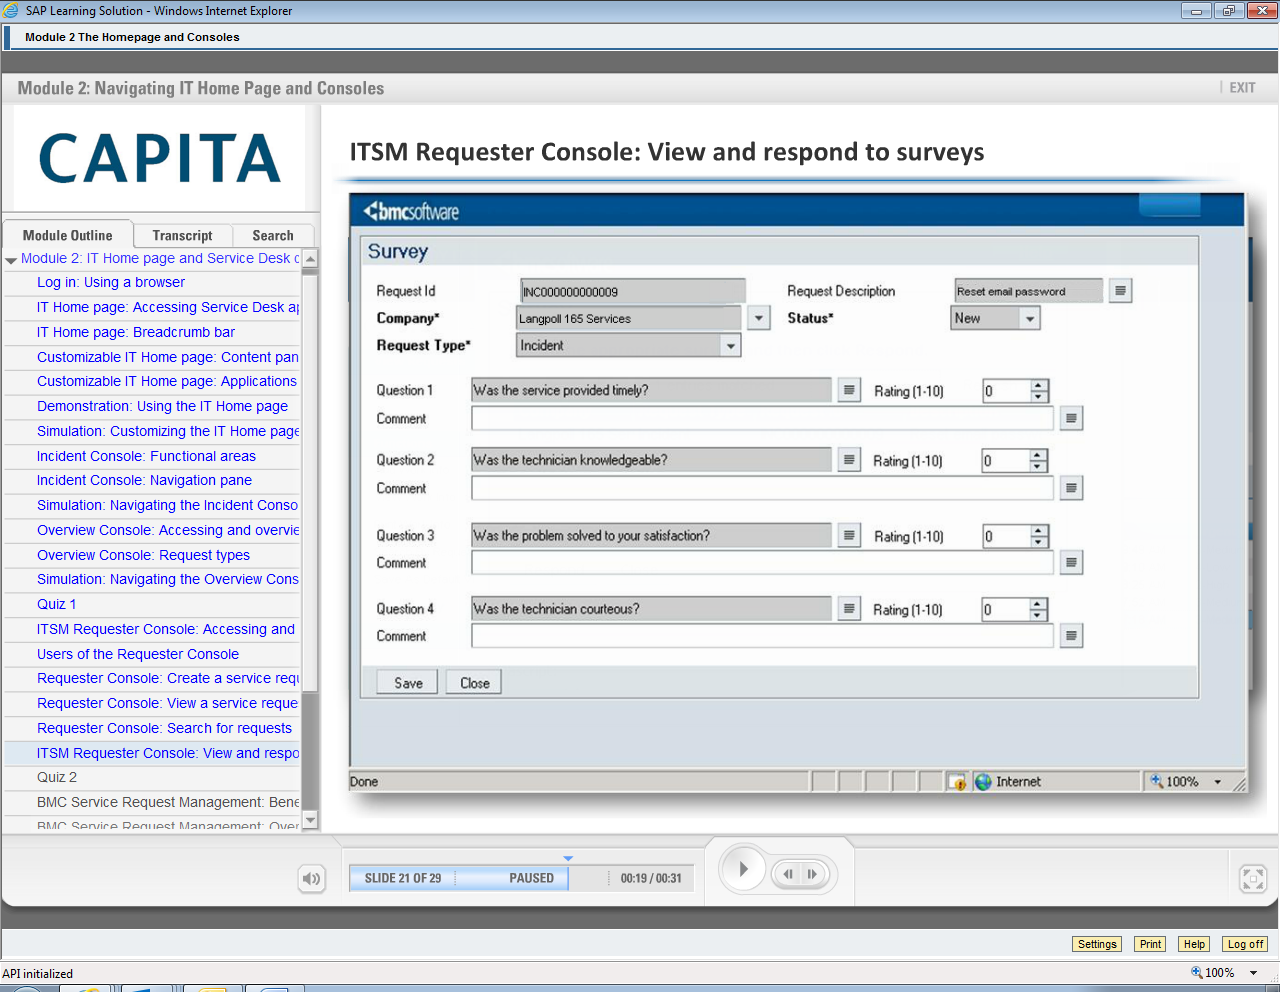 SAP Learning Solution - Windows Internet Explorer
Module 2 The Homepage and Consoles
Module 2: Navigating IT Home Page and Consoles
EXIT
CAPITA
Module Outline
Transcript
Search
Module 2: IT Home page and Service Desk c
Log in: Using a browser
IT Home page: Accessing Service Desk ap
IT Home page: Breadcrumb bar
Customizable IT Home page: Content pan
Customizable IT Home page: Applications
Demonstration: Using the IT Home page
Simulation: Customizing the IT Home page
Incident Console: Functional areas
Incident Console: Navigation pane
Simulation: Navigating the Incident Conso
Overview Console: Accessing and overvie
Overview Console: Request types
Simulation: Navigating the Overview Cons
Quiz 1
ITSM Requester Console: Accessing and
Users of the Requester Console
Requester Console: Create a service requ
Requester Console: View a service reque
Requester Console: Search for requests
ITSM Requester Console: View and respo
Quiz 2
BMC Service Request Management: Bene
BMC Service Request Management: Over
ITSM Requester Console: View and respond to surveys
bmcsoftware
Survey
Request Id INC000000000009 Request Description Reset email password
Company* Langpoll 165 Services Status* New
Request Type* Incident
Question 1 Was the service provided timely? Rating (1-10) 0
Comment
Question 2 Was the technician knowledgeable? Rating (1-10) 0
Comment
Question 3 Was the problem solved to your satisfaction? Rating (1-10) 0
Comment
Question 4 Was the technician courteous? Rating (1-10) 0
Comment
Save Close
Done Internet 100%
SLIDE 21 OF 29 PAUSED 00:19 / 00:31
Settings Print Help Log off
API initialized 100%